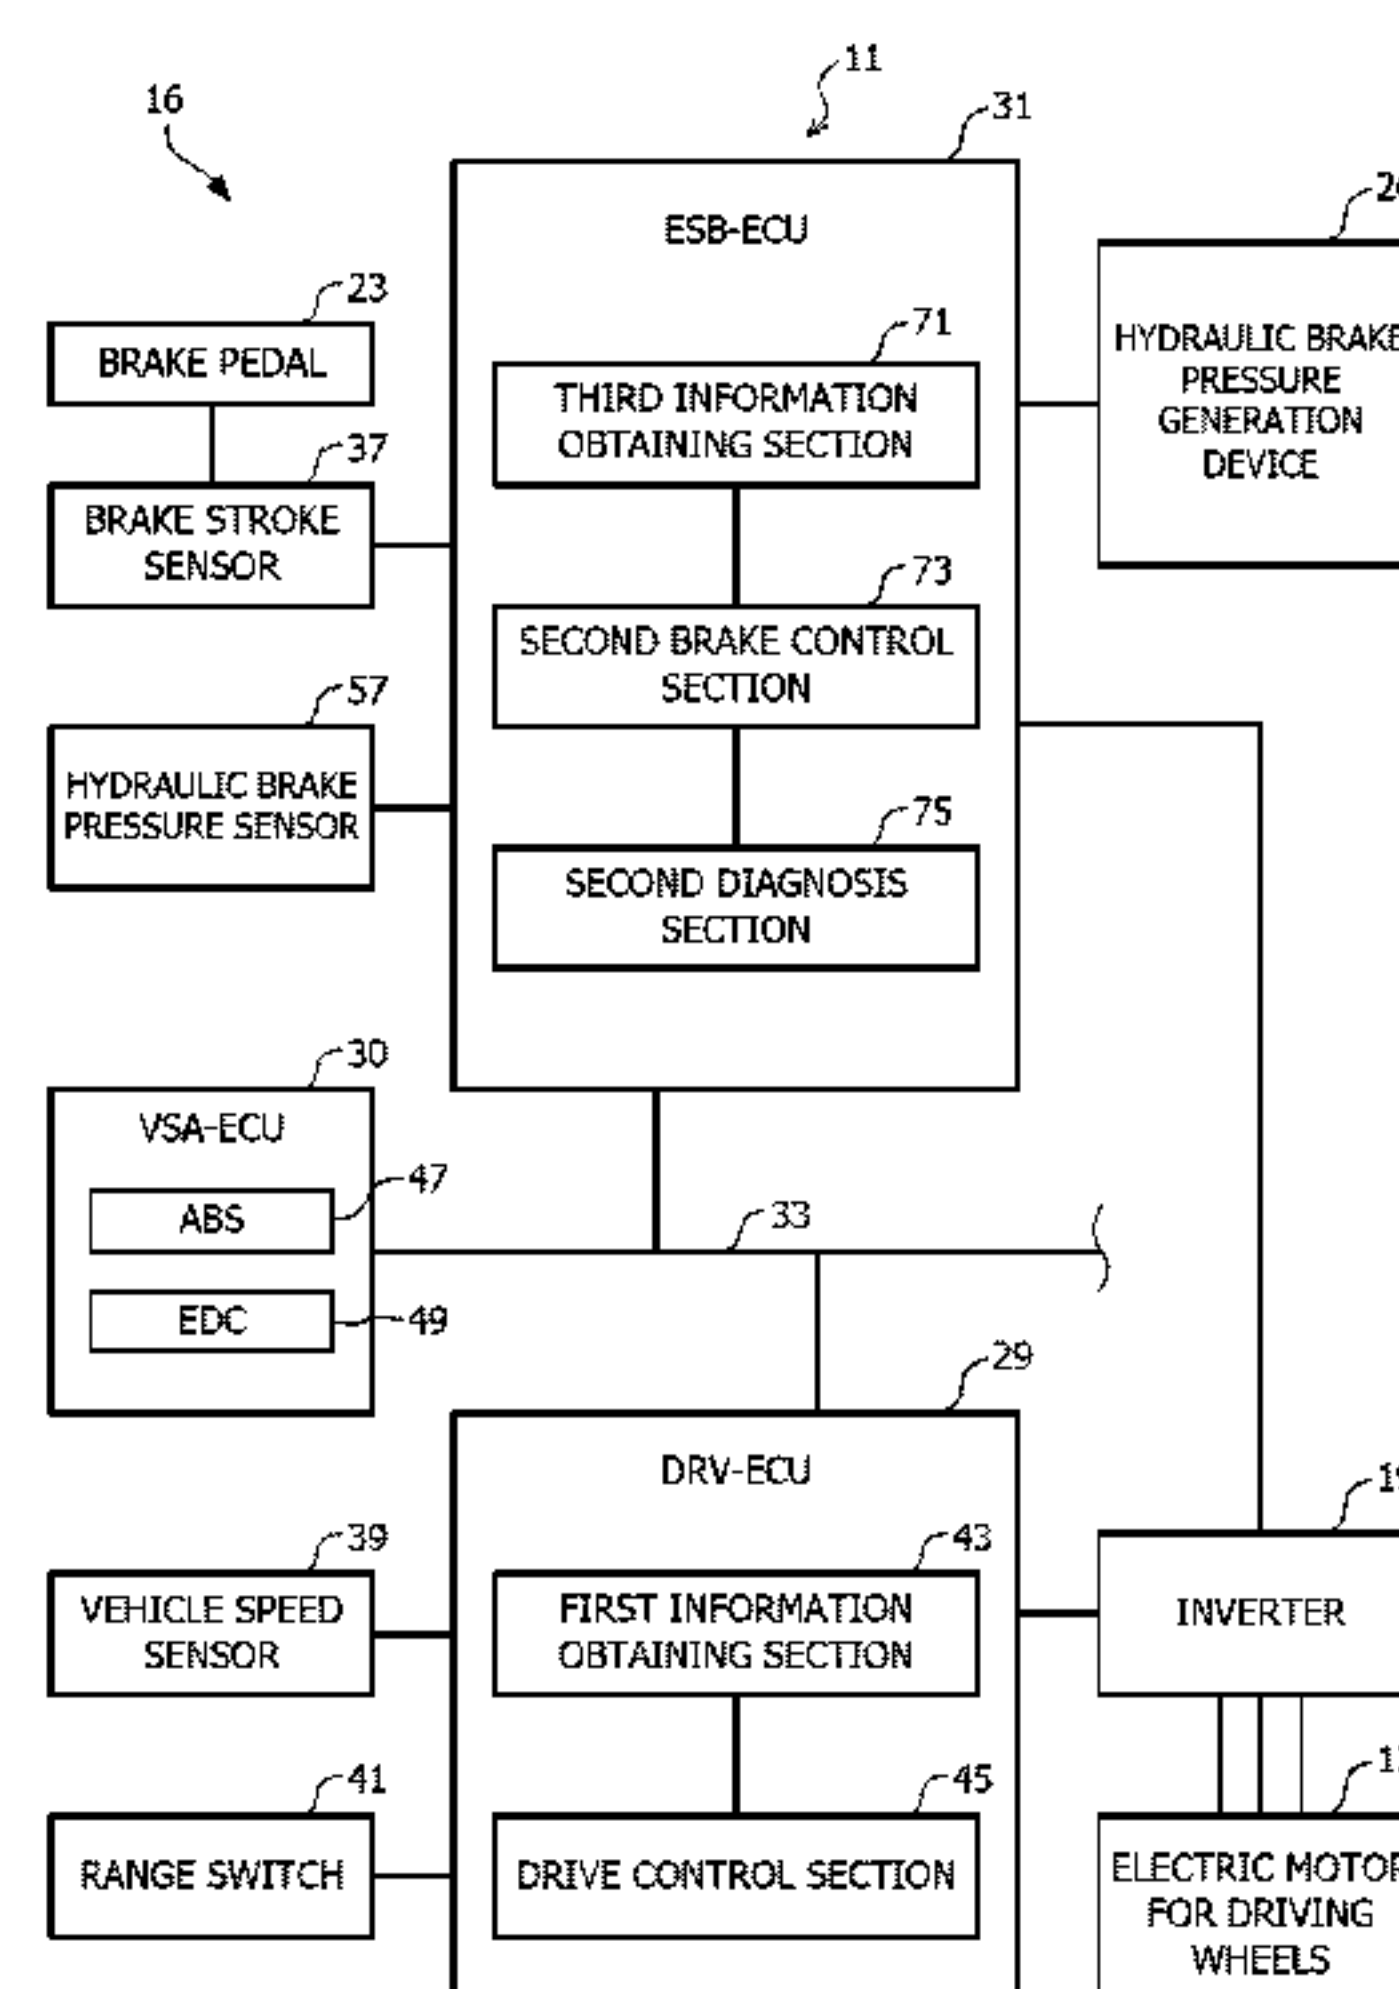 11
16
31
ESB-ECU
23
71
BRAKE PEDAL
THIRD INFORMATION
OBTAINING SECTION
HYDRAULIC BRAKE
PRESSURE
GENERATION
DEVICE
37
BRAKE STROKE
SENSOR
73
SECOND BRAKE CONTROL
SECTION
57
HYDRAULIC BRAKE
PRESSURE SENSOR
75
SECOND DIAGNOSIS
SECTION
30
VSA-ECU
47
ABS
33
EDC
49
29
DRV-ECU
39
VEHICLE SPEED
SENSOR
43
FIRST INFORMATION
OBTAINING SECTION
INVERTER
41
RANGE SWITCH
45
DRIVE CONTROL SECTION
ELECTRIC MOTOR
FOR DRIVING
WHEELS